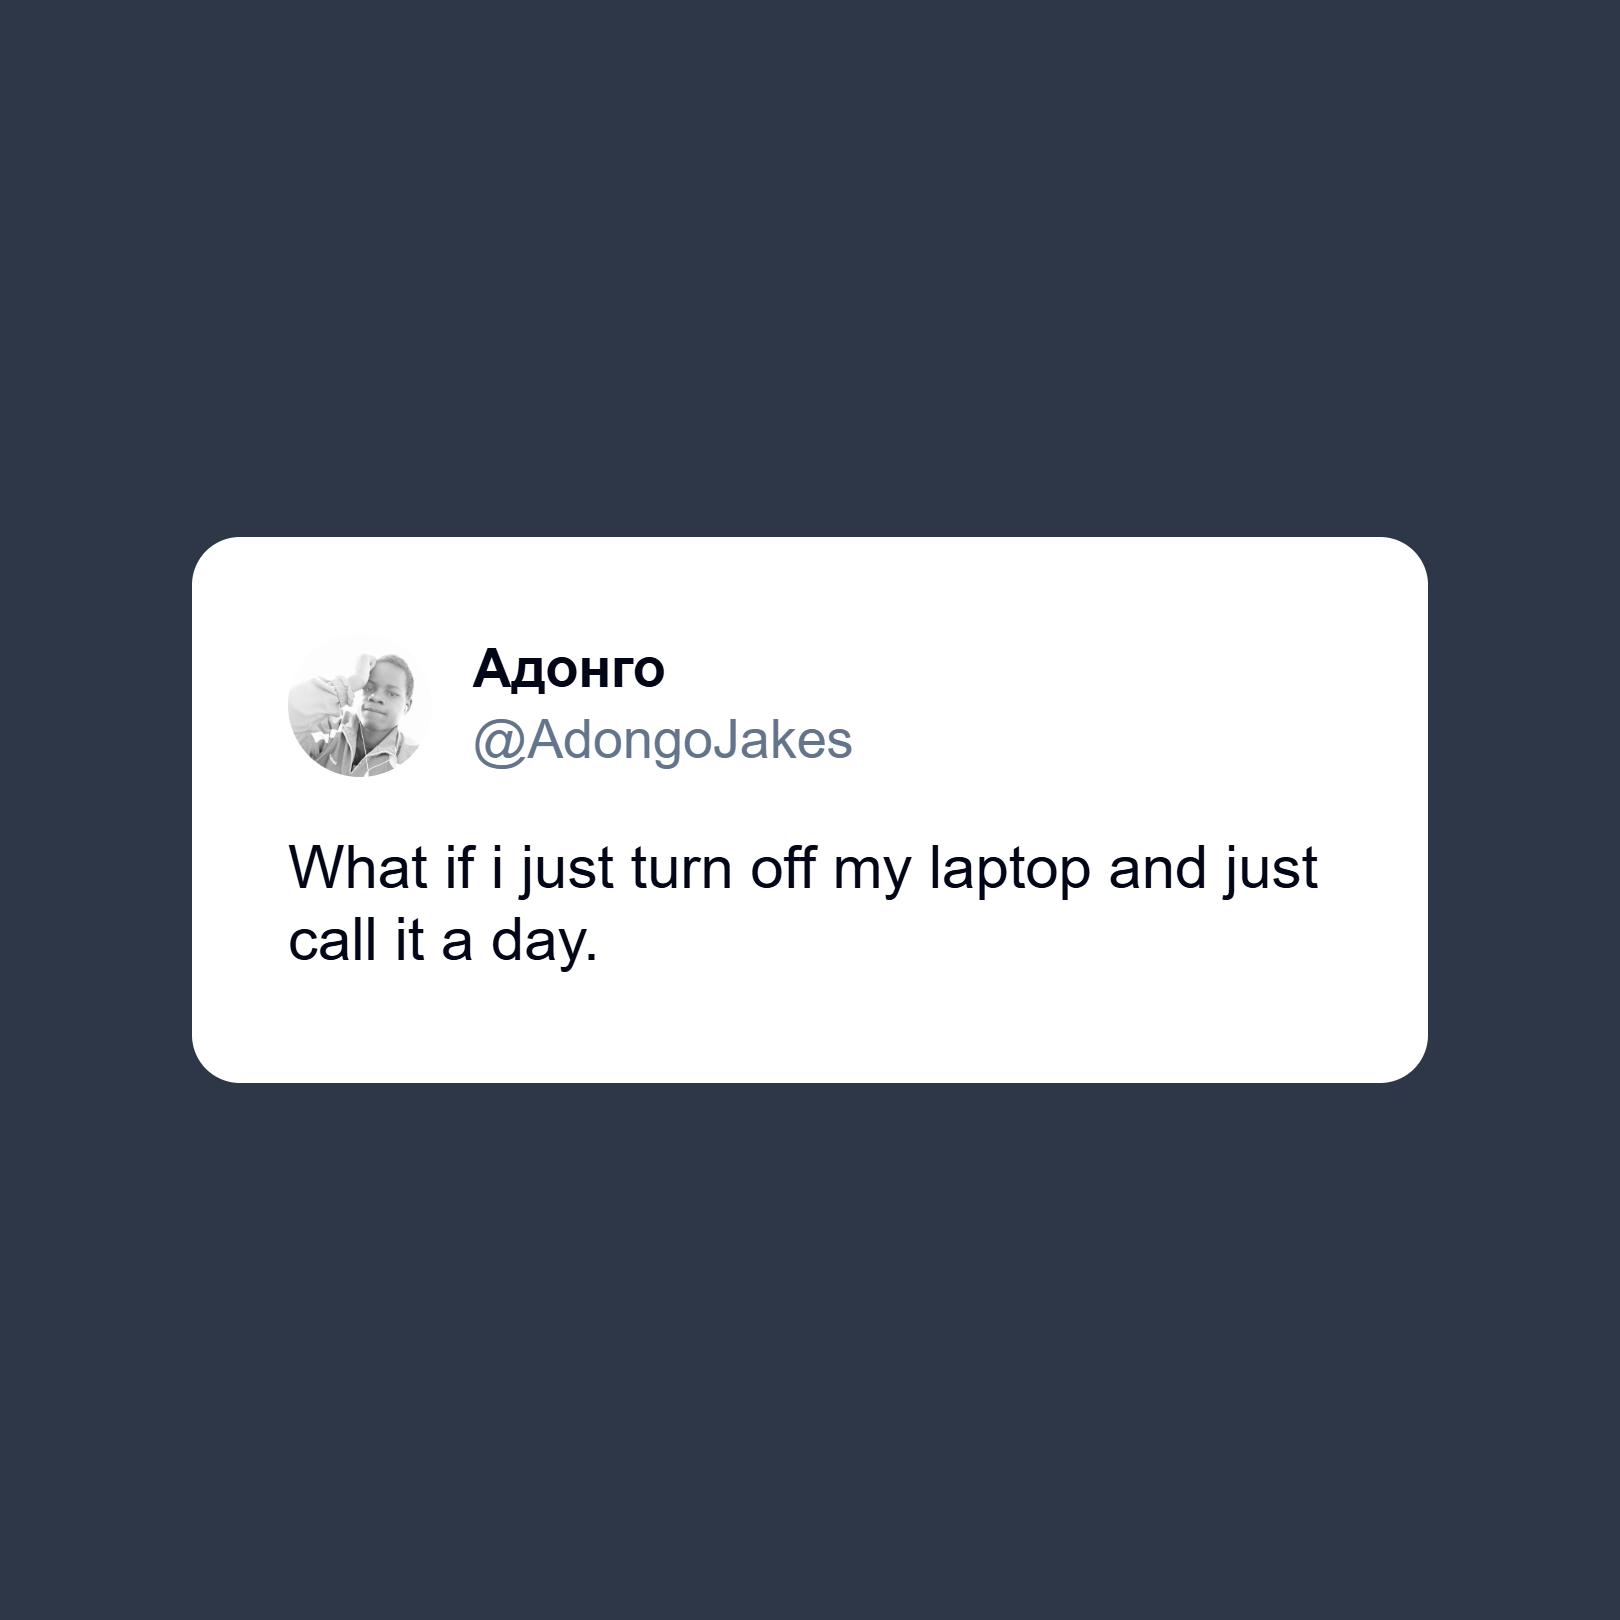 Адонго
@AdongoJakes
What if i just turn off my laptop and just
call it a day.